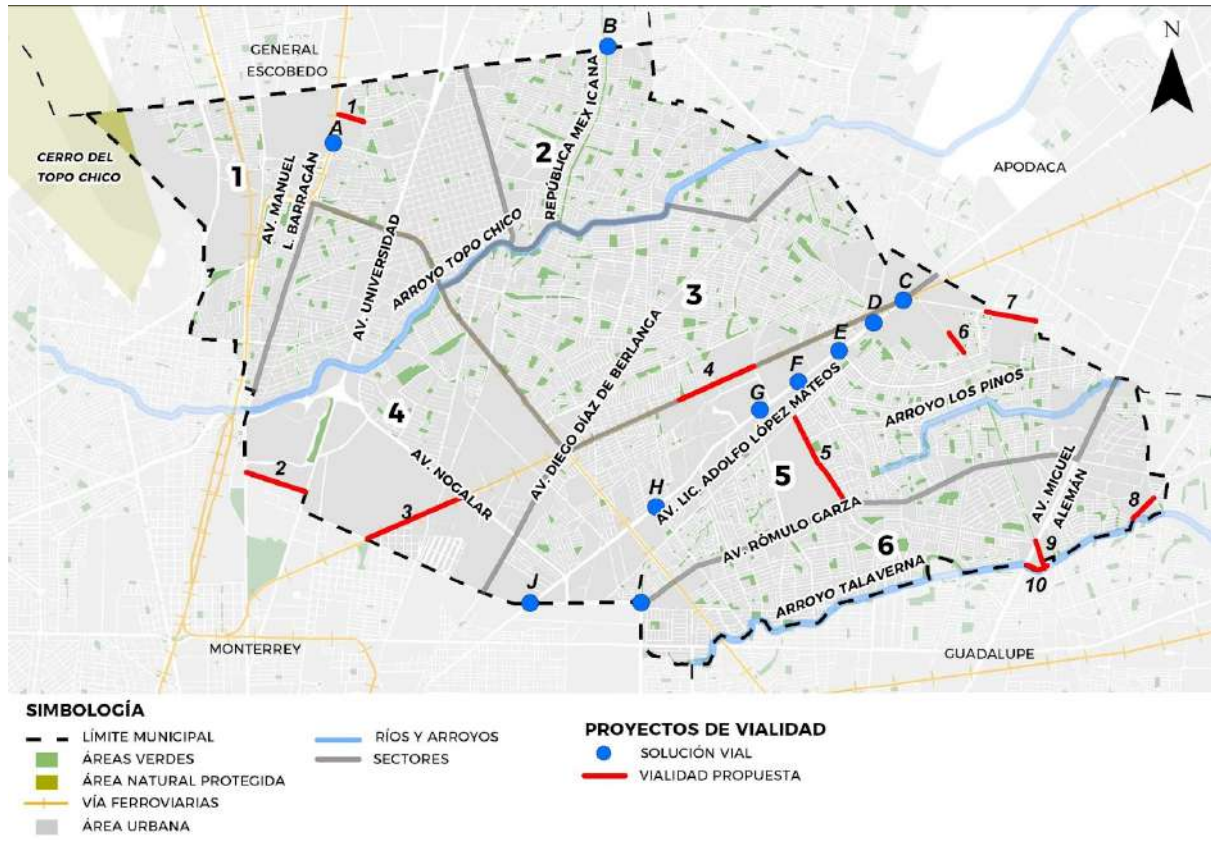 B
N
GENERAL
ESCOBEDO
1
A
2
REPÚBLICA MEXICANA
CERRO DEL
TOPO CHICO
1
AV. MANUEL
L. BARRAGÁN
AV. UNIVERSIDAD
ARROYO TOPO CHICO
APODACA
3
C
D
E
7
6
AV. DIEGO DÍAZ DE BERLANGA
4
F
G
AV. LIC. ADOLFO LÓPEZ MATEOS
ARROYO LOS PINOS
4
2
AV. NOGALAR
3
H
5
5
AV. RÓMULO GARZA
AV. MIGUEL
ALEMÁN
8
6
9
10
ARROYO TALAVERNA
J
I
MONTERREY
GUADALUPE
SIMBOLOGÍA
LÍMITE MUNICIPAL
ÁREAS VERDES
ÁREA NATURAL PROTEGIDA
VÍA FERROVIARIAS
ÁREA URBANA
RÍOS Y ARROYOS
SECTORES
PROYECTOS DE VIALIDAD
SOLUCIÓN VIAL
VIALIDAD PROPUESTA